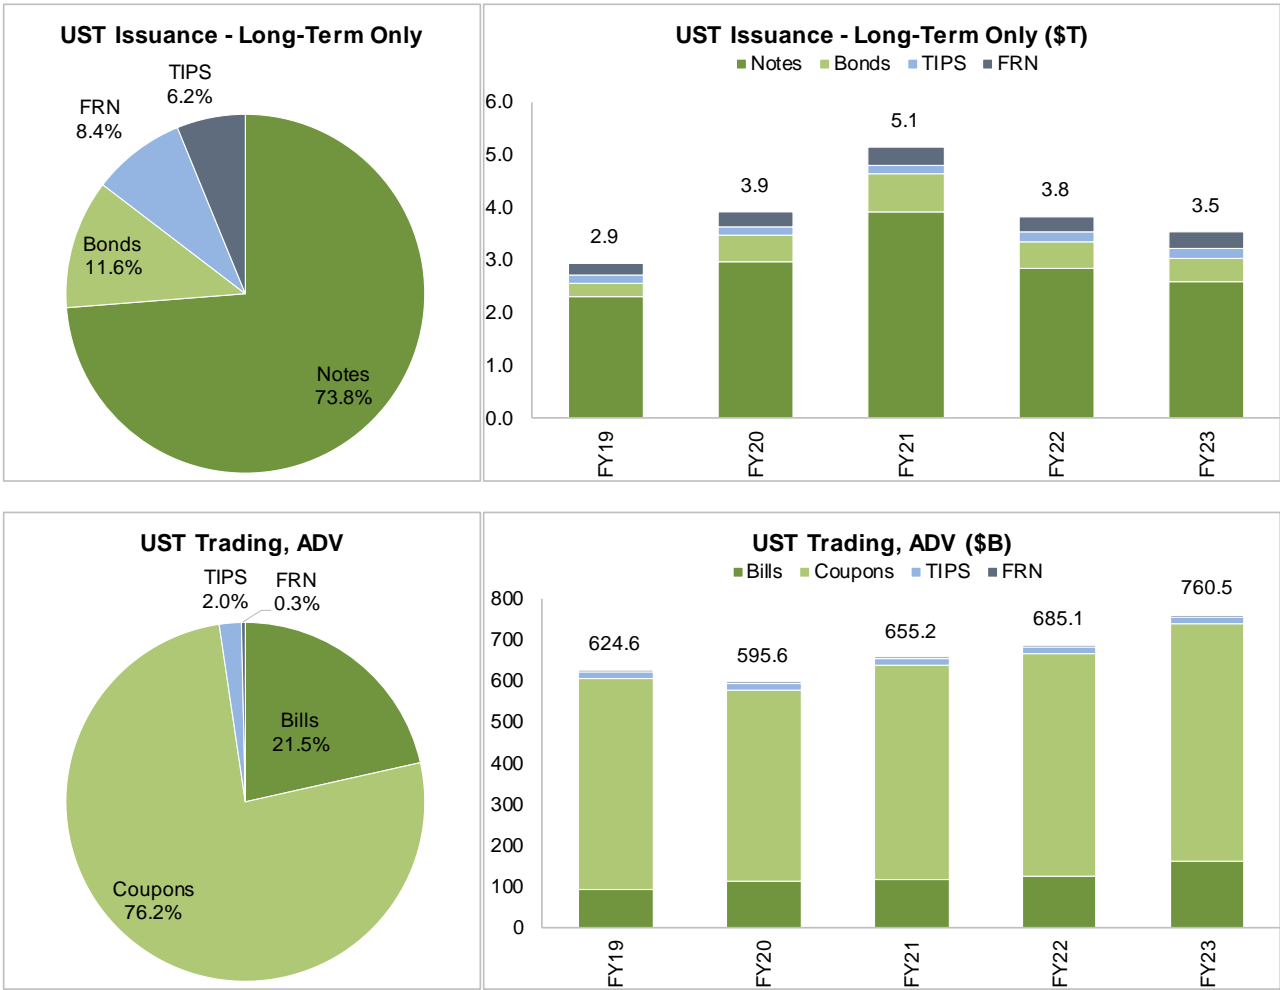 UST Issuance - Long-Term Only
TIPS
6.2%
FRN
8.4%
Bonds
11.6%
Notes
73.8%
UST Issuance - Long-Term Only ($T)
Notes Bonds TIPS FRN
6.0
5.0
4.0
3.0
2.0
1.0
0.0
2.9
3.9
5.1
3.8
3.5
FY19
FY20
FY21
FY22
FY23
UST Trading, ADV
TIPS
2.0%
FRN
0.3%
Bills
21.5%
Coupons
76.2%
UST Trading, ADV ($B)
Bills Coupons TIPS FRN
800
700
600
500
400
300
200
100
0
624.6
595.6
655.2
685.1
760.5
FY19
FY20
FY21
FY22
FY23